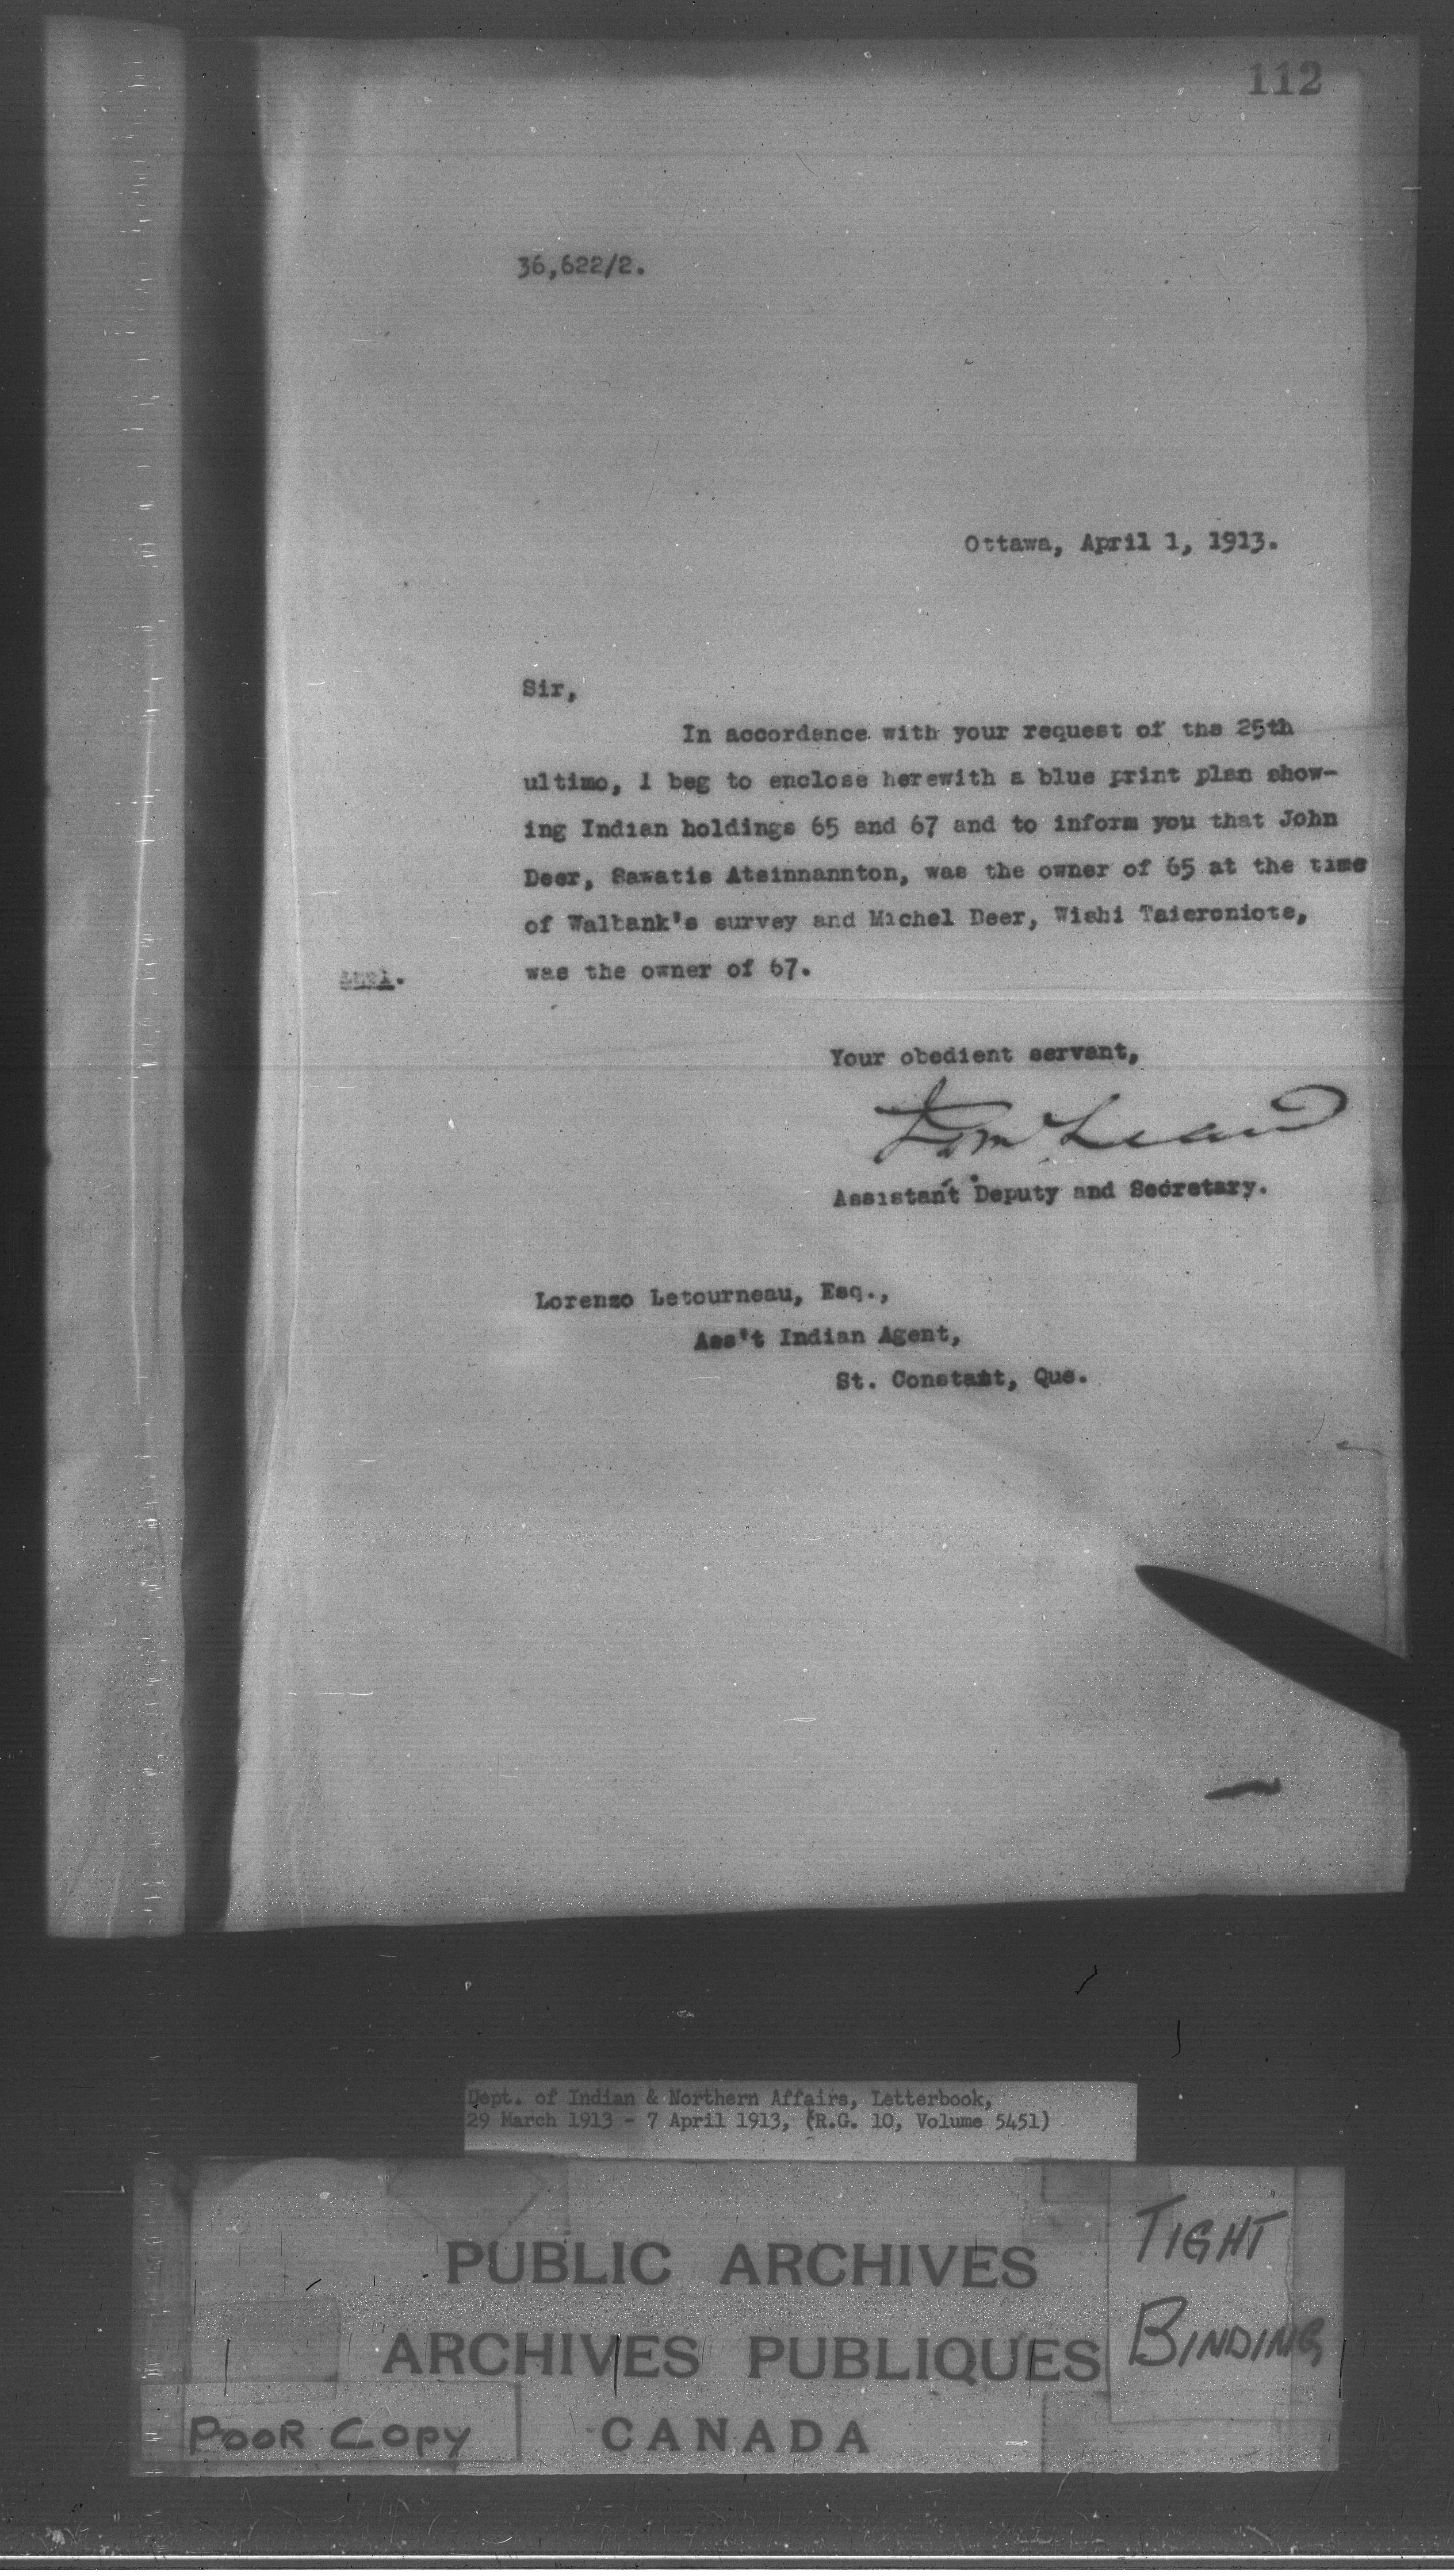 112
36,622/2.
Ottawa, April 1, 1913.
Sir,
In accordance with your request of the 25th
ultimo, I beg to enclose herewith a blue print plan show-
ing Indian holdings 65 and 67 and to inform you that John
Deer, Sawatis Ateinnannton, was the owner of 65 at the time
of Walbank's survey and Michel Deer, Wishi Taieroniote,
was the owner of 67.
Encl.
Your obedient servant,
Assistant Deputy and Secretary.
Lorenzo Letourneau, Esq.,
Ass't Indian Agent,
St. Constant, Que.
Dept. of Indian & Northern Affairs, Letterbook,
29 March 1913 - 7 April 1913, (R.G. 10, Volume 5451)
PUBLIC ARCHIVES
ARCHIVES PUBLIQUES
CANADA
TIGHT
BINDING
POOR COPY